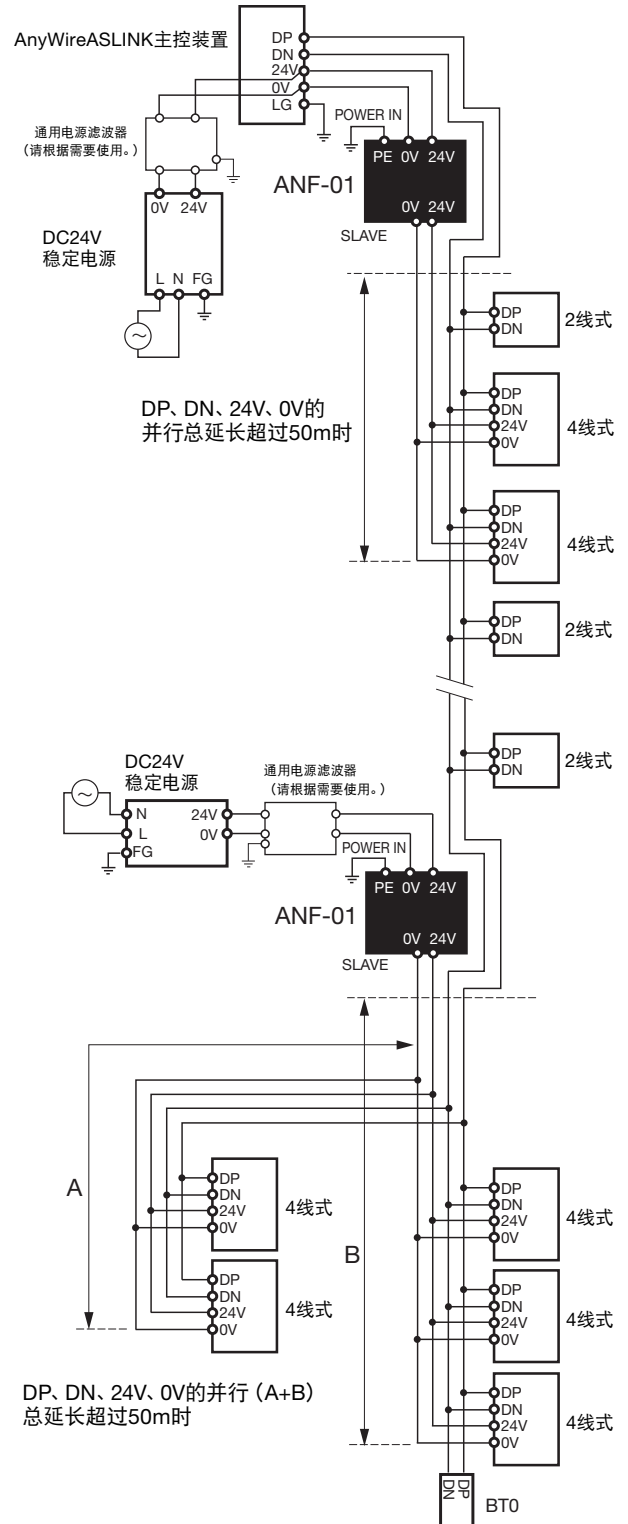 AnyWireASLINK主控装置
DP
DN
24V
0V
LG
通用电源滤波器
（请根据需要使用。）
0V 24V
DC24V
稳定电源
L N FG
POWER IN
PE 0V 24V
ANF-01
0V 24V
SLAVE
DP
DN
2线式
DP、DN、24V、0V的
并行总延长超过50m时
DP
DN
24V
0V
4线式
DP
DN
24V
0V
4线式
DP
DN
2线式
DP
DN
2线式
DC24V
稳定电源
N
L
FG
24V
0V
通用电源滤波器
（请根据需要使用。）
POWER IN
PE 0V 24V
ANF-01
0V 24V
SLAVE
A
DP
DN
24V
0V
4线式
DP
DN
24V
0V
4线式
B
DP
DN
24V
0V
4线式
DP
DN
24V
0V
4线式
DP
DN
24V
0V
4线式
DP、DN、24V、0V的并行（A+B）
总延长超过50m时
DP
DN
BT0